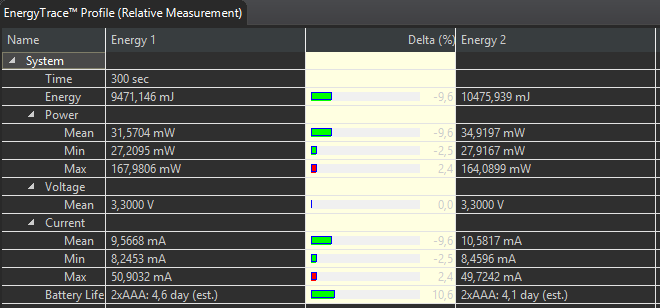 EnergyTrace™ Profile (Relative Measurement)
Name Energy 1 Delta (%) Energy 2
System
Time 300 sec
Energy 9471,146 mJ -9,6 10475,939 mJ
Power
Mean 31,5704 mW -9,6 34,9197 mW
Min 27,2095 mW -2,5 27,9167 mW
Max 167,9806 mW 2,4 164,0899 mW
Voltage
Mean 3,3000 V 0,0 3,3000 V
Current
Mean 9,5668 mA -9,6 10,5817 mA
Min 8,2453 mA -2,5 8,4596 mA
Max 50,9032 mA 2,4 49,7242 mA
Battery Life 2xAAA: 4,6 day (est.) 10,6 2xAAA: 4,1 day (est.)